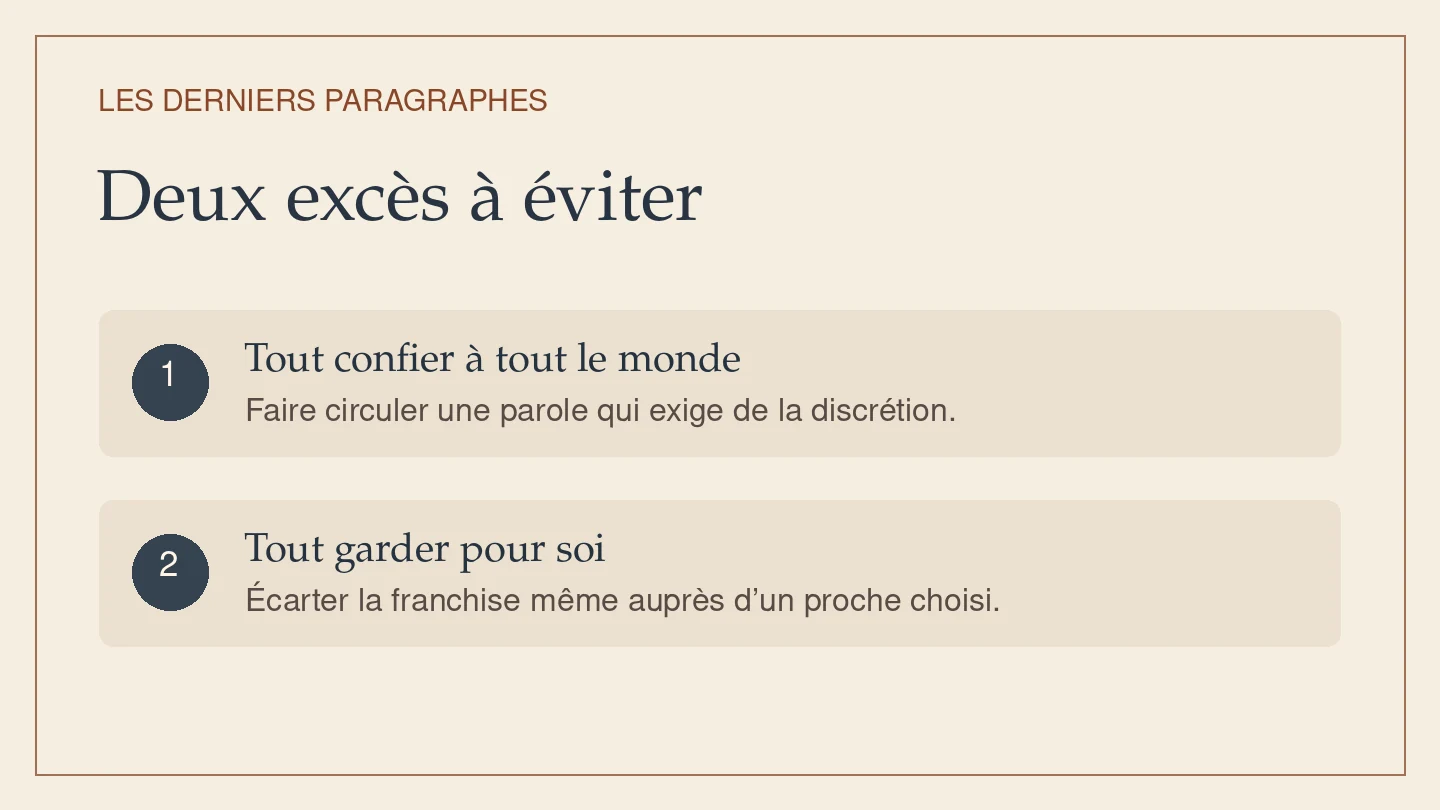 LES DERNIERS PARAGRAPHES
Deux excès à éviter
1
Tout confier à tout le monde
Faire circuler une parole qui exige de la discrétion.
2
Tout garder pour soi
Écarter la franchise même auprès d’un proche choisi.